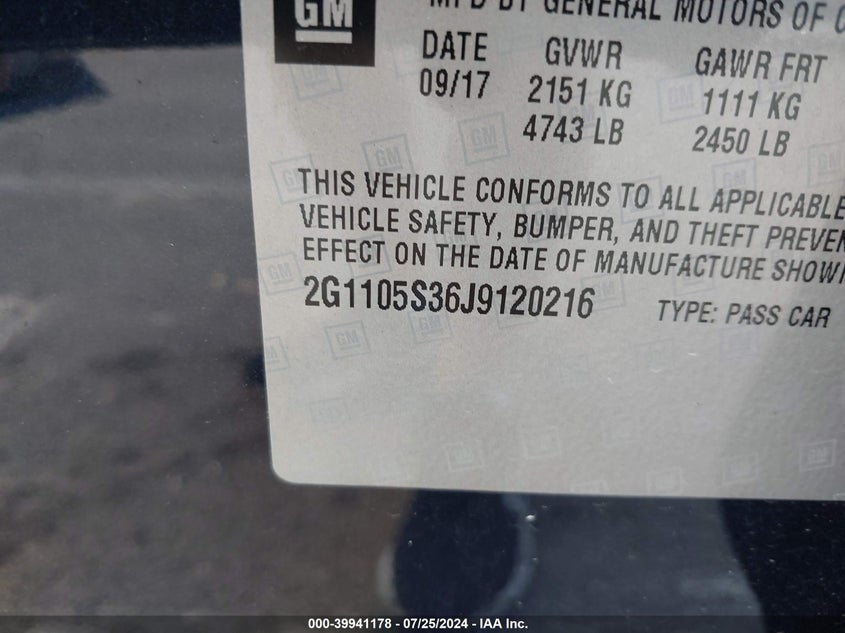 GM
MFD BY GENERAL MOTORS OF
DATE GVWR GAWR FRT
09/17 2151 KG 1111 KG
4743 LB 2450 LB
THIS VEHICLE CONFORMS TO ALL APPLICABLE
VEHICLE SAFETY, BUMPER, AND THEFT PREVEN
EFFECT ON THE DATE OF MANUFACTURE SHOW
2G1105S36J9120216 TYPE: PASS CAR
000-39941178 / 07/25/2024 - IAA Inc.